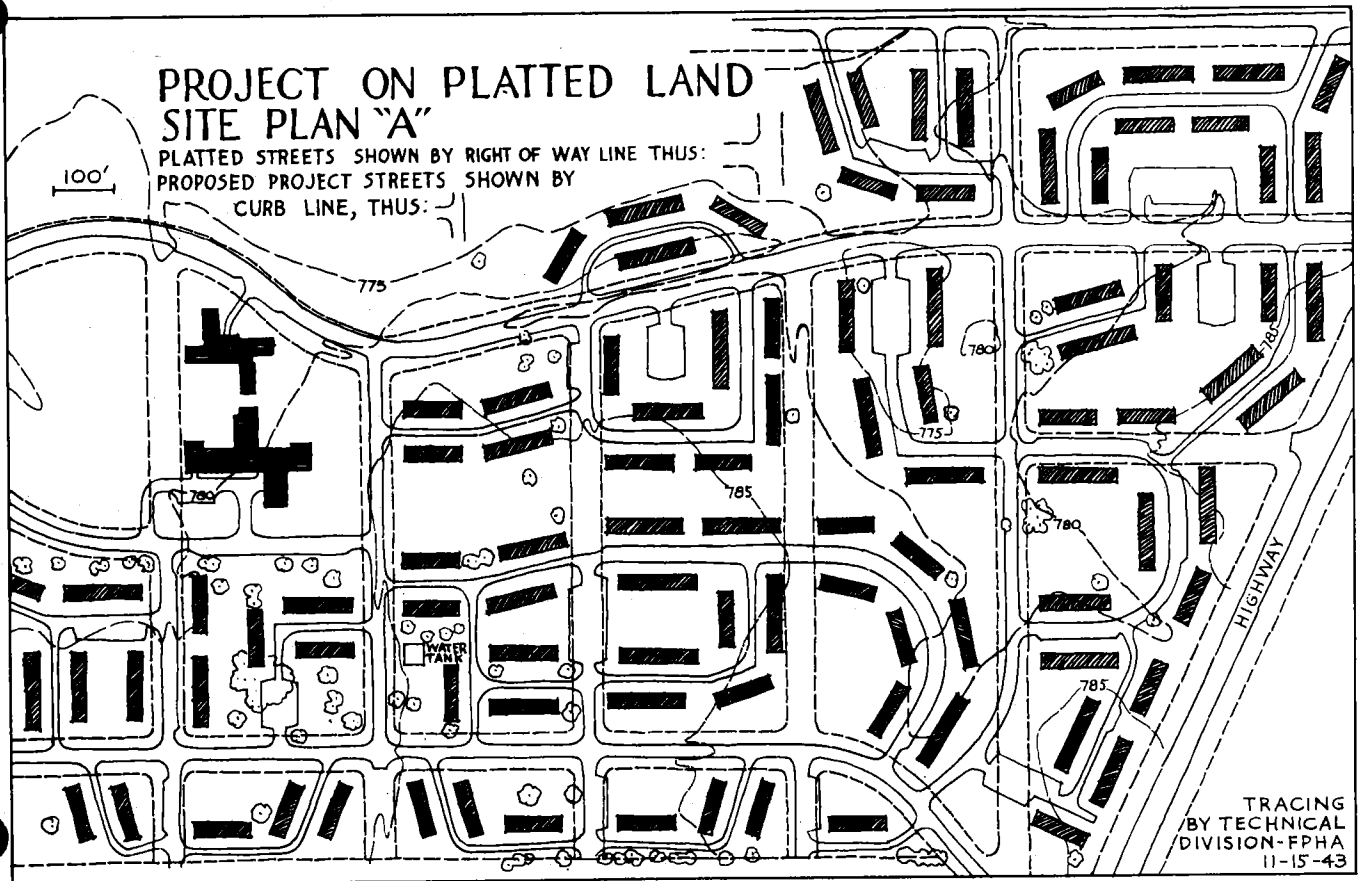 PROJECT ON PLATTED LAND
SITE PLAN "A"
PLATTED STREETS SHOWN BY RIGHT OF WAY LINE THUS:
PROPOSED PROJECT STREETS SHOWN BY
CURB LINE, THUS:
100'
775
780
785
780
775
785
780
780
WATER
TANK
785
HIGHWAY
TRACING
BY TECHNICAL
DIVISION-FPHA
11-15-43